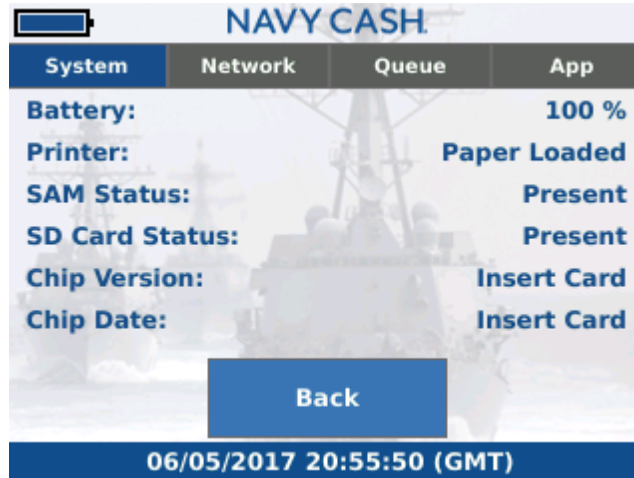 NAVY CASH.
System Network Queue App
Battery: 100 %
Printer: Paper Loaded
SAM Status: Present
SD Card Status: Present
Chip Version: Insert Card
Chip Date: Insert Card
Back
06/05/2017 20:55:50 (GMT)